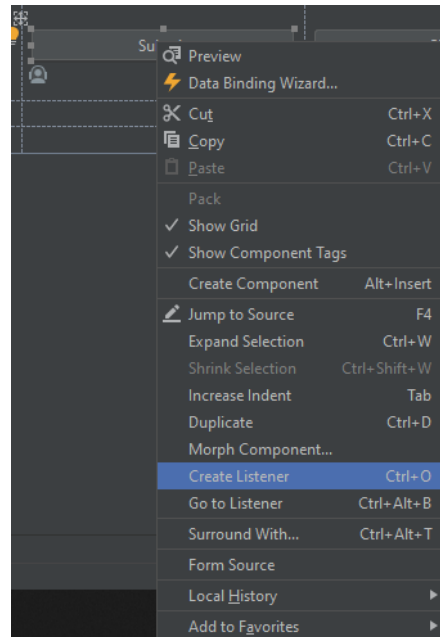 Preview
Data Binding Wizard...
Cut Ctrl+X
Copy Ctrl+C
Paste Ctrl+V
Pack
Show Grid
Show Component Tags
Create Component Alt+Insert
Jump to Source F4
Expand Selection Ctrl+W
Shrink Selection Ctrl+Shift+W
Increase Indent Tab
Duplicate Ctrl+D
Morph Component...
Create Listener Ctrl+O
Go to Listener Ctrl+Alt+B
Surround With... Ctrl+Alt+T
Form Source
Local History
Add to Favorites